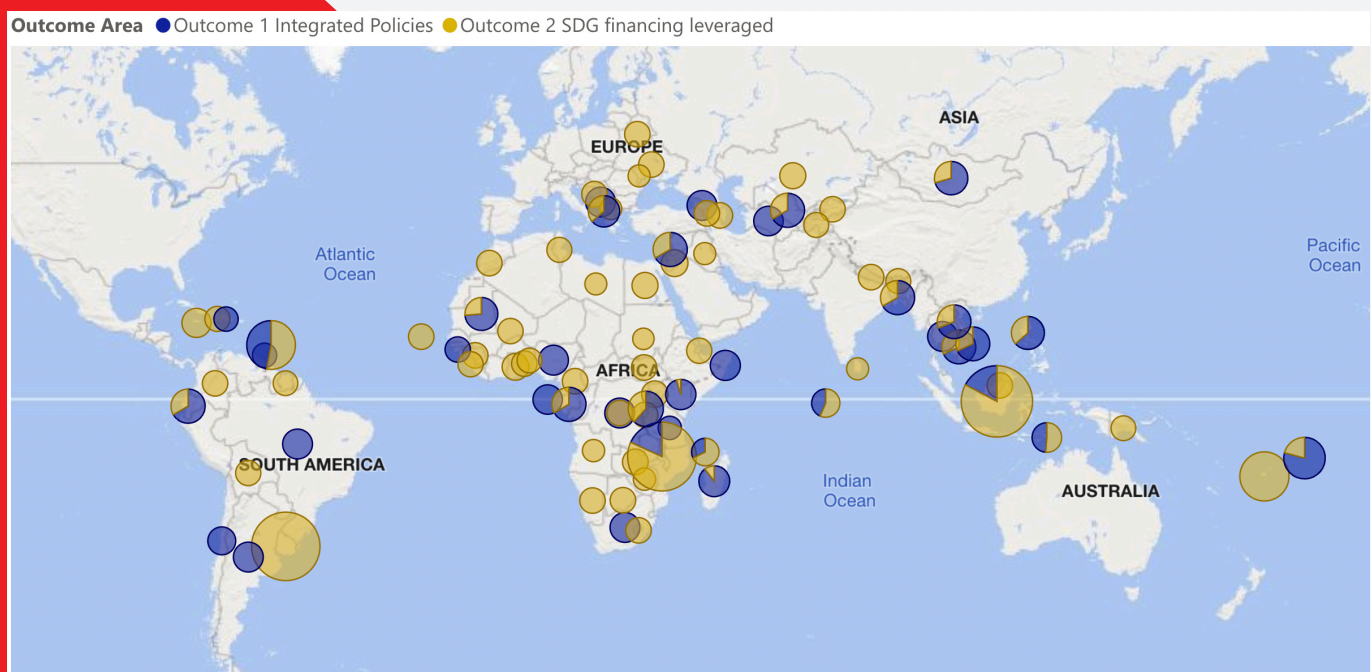 Outcome Area Outcome 1 Integrated Policies Outcome 2 SDG financing leveraged
ASIA
EUROPE
Atlantic
Ocean
Pacific
Ocean
AFRICA
SOUTH AMERICA
Indian
Ocean
AUSTRALIA